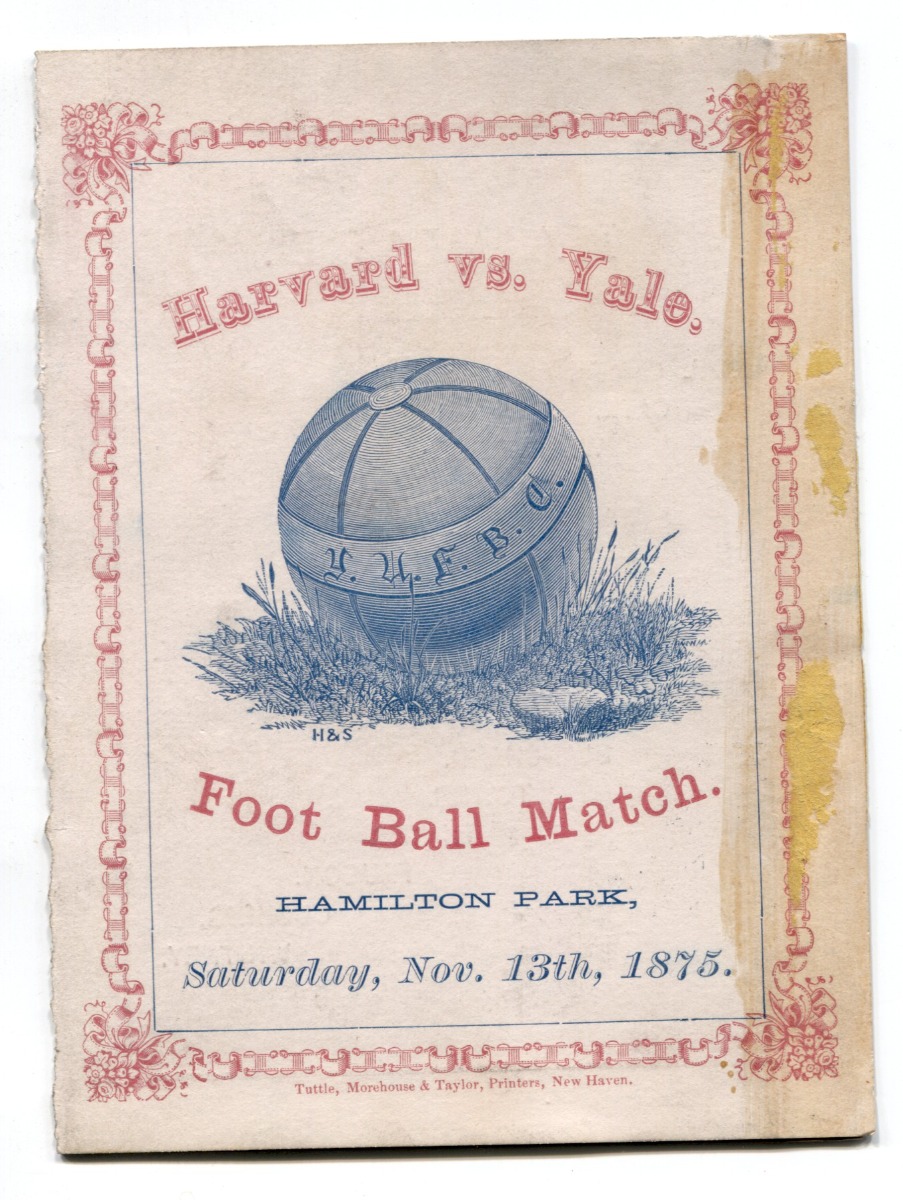 Harvard vs. Yale.
Y. U. F. B. C.
H & S
Foot Ball Match.
HAMILTON PARK,
Saturday, Nov. 13th, 1875.
Tuttle, Morehouse & Taylor, Printers, New Haven.